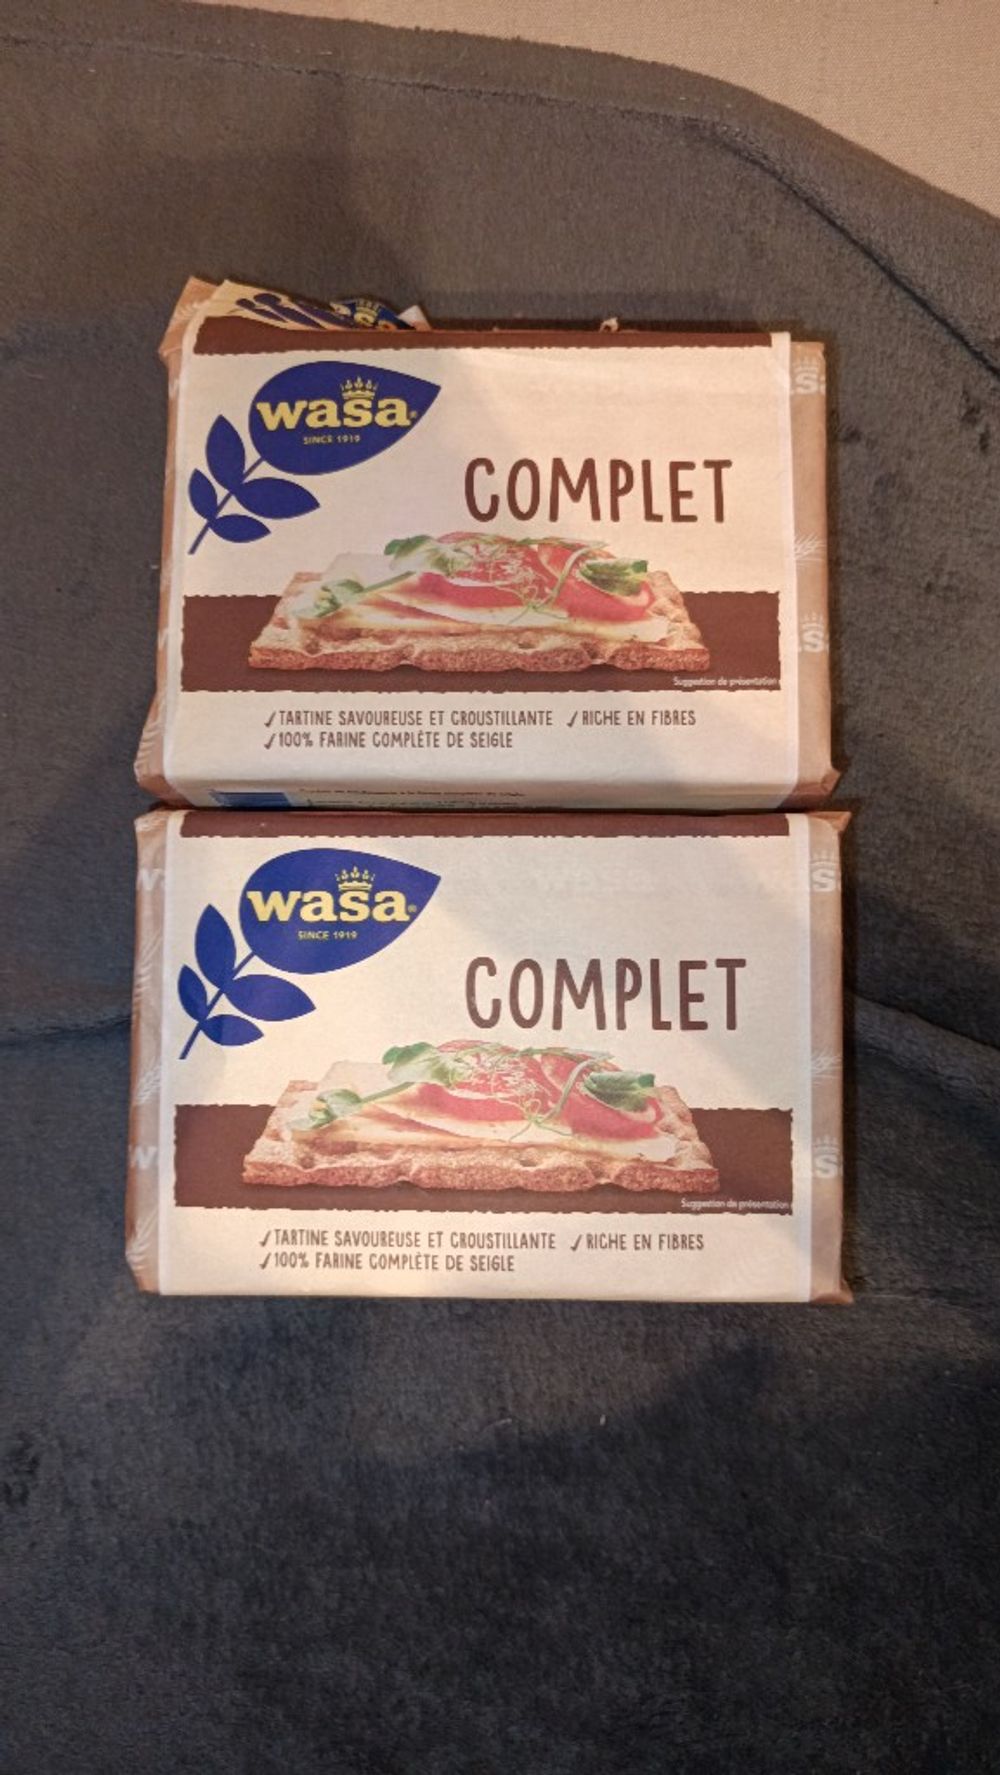 wasa
SINCE 1919
COMPLET
Suggestion de présentation
✓ TARTINE SAVOUREUSE ET CROUSTILLANTE ✓ RICHE EN FIBRES
✓ 100% FARINE COMPLÈTE DE SEIGLE
wasa
SINCE 1919
COMPLET
Suggestion de présentation
✓ TARTINE SAVOUREUSE ET CROUSTILLANTE ✓ RICHE EN FIBRES
✓ 100% FARINE COMPLÈTE DE SEIGLE